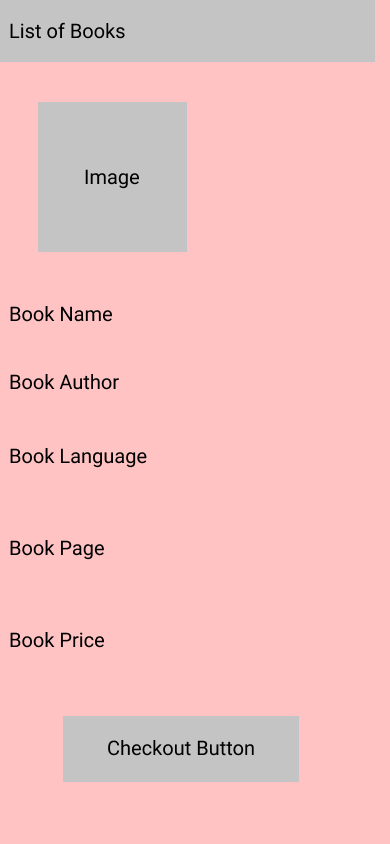 List of Books
Image
Book Name
Book Author
Book Language
Book Page
Book Price
Checkout Button